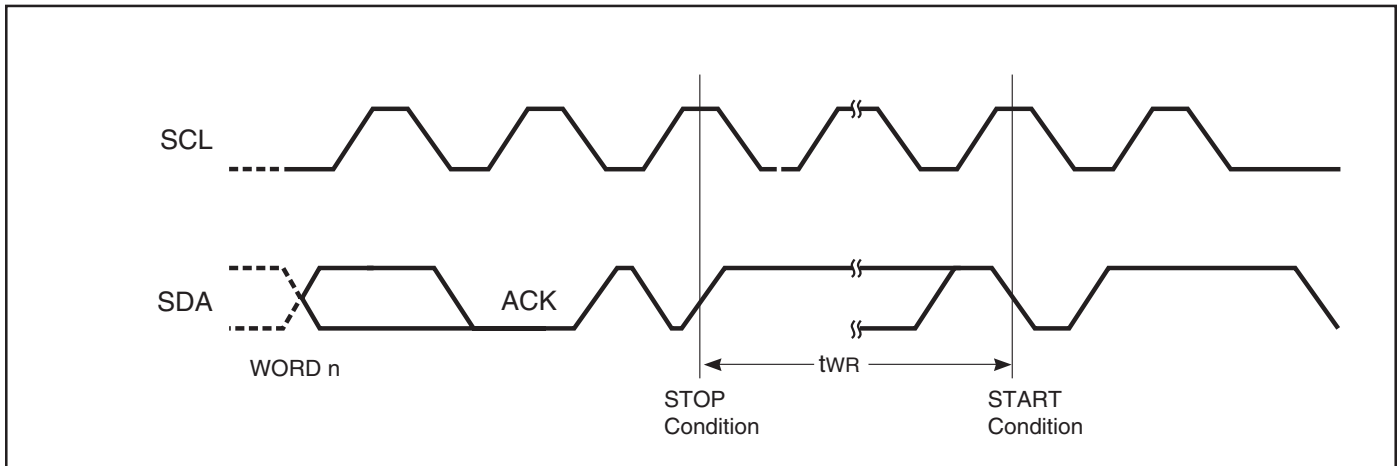 SCL
SDA
ACK
WORD n
tWR
STOP
Condition
START
Condition